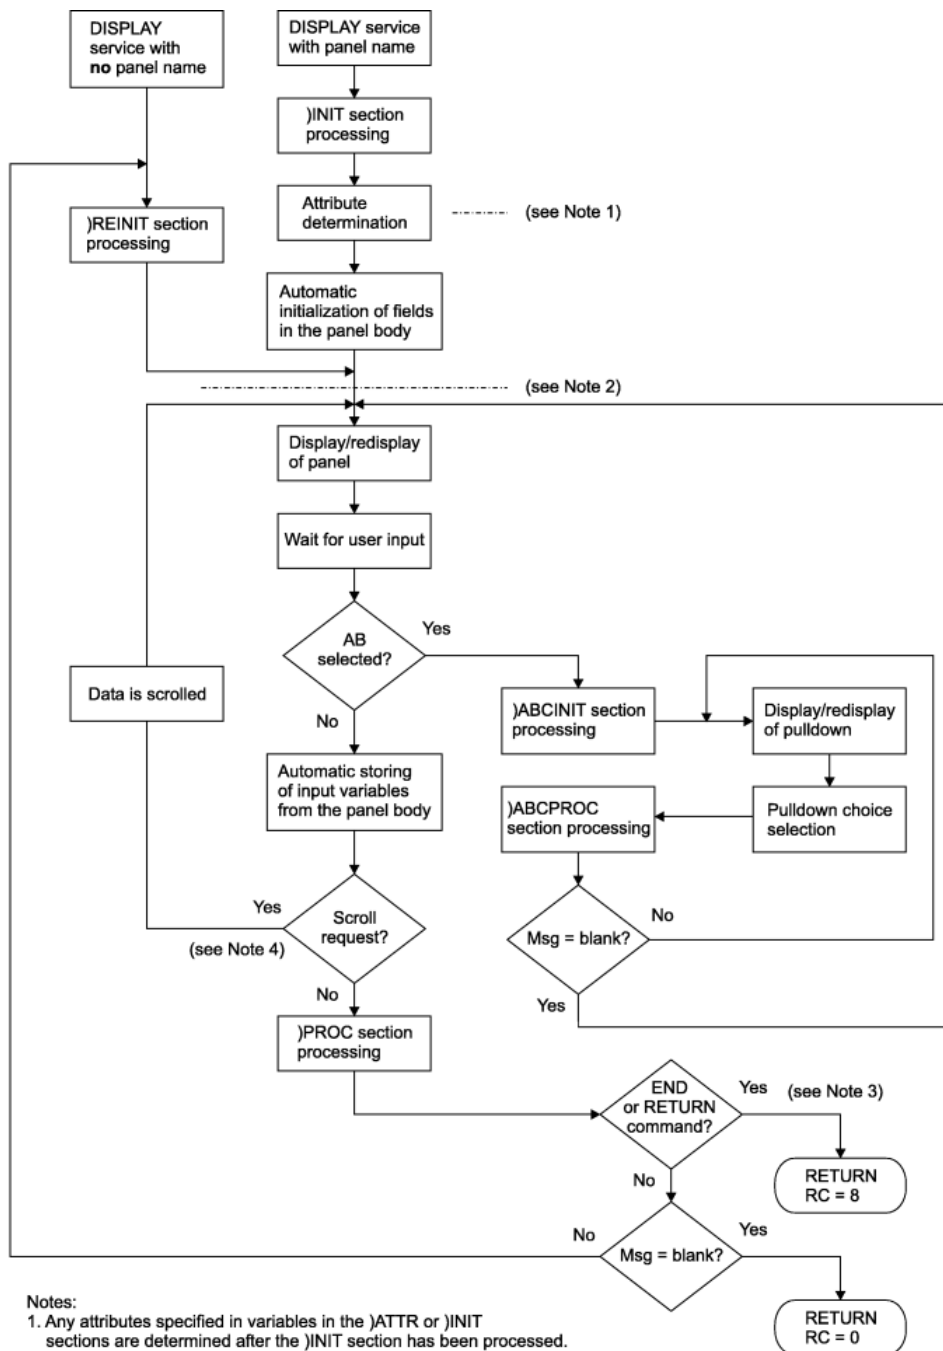 DISPLAY
service with
no panel name
DISPLAY service
with panel name
)INIT section
processing
Attribute
determination
(see Note 1)
)REINIT section
processing
Automatic
initialization of fields
in the panel body
(see Note 2)
Display/redisplay
of panel
Wait for user input
AB
selected?
Yes
No
Data is scrolled
)ABCINIT section
processing
Display/redisplay
of pulldown
Automatic storing
of input variables
from the panel body
)ABCPROC
section processing
Pulldown choice
selection
Scroll
request?
Yes
(see Note 4)
No
Msg = blank?
No
Yes
)PROC section
processing
END
or RETURN
command?
Yes
(see Note 3)
No
RETURN
RC = 8
Msg = blank?
No
Yes
RETURN
RC = 0
Notes:
1. Any attributes specified in variables in the )ATTR or )INIT
sections are determined after the )INIT section has been processed.